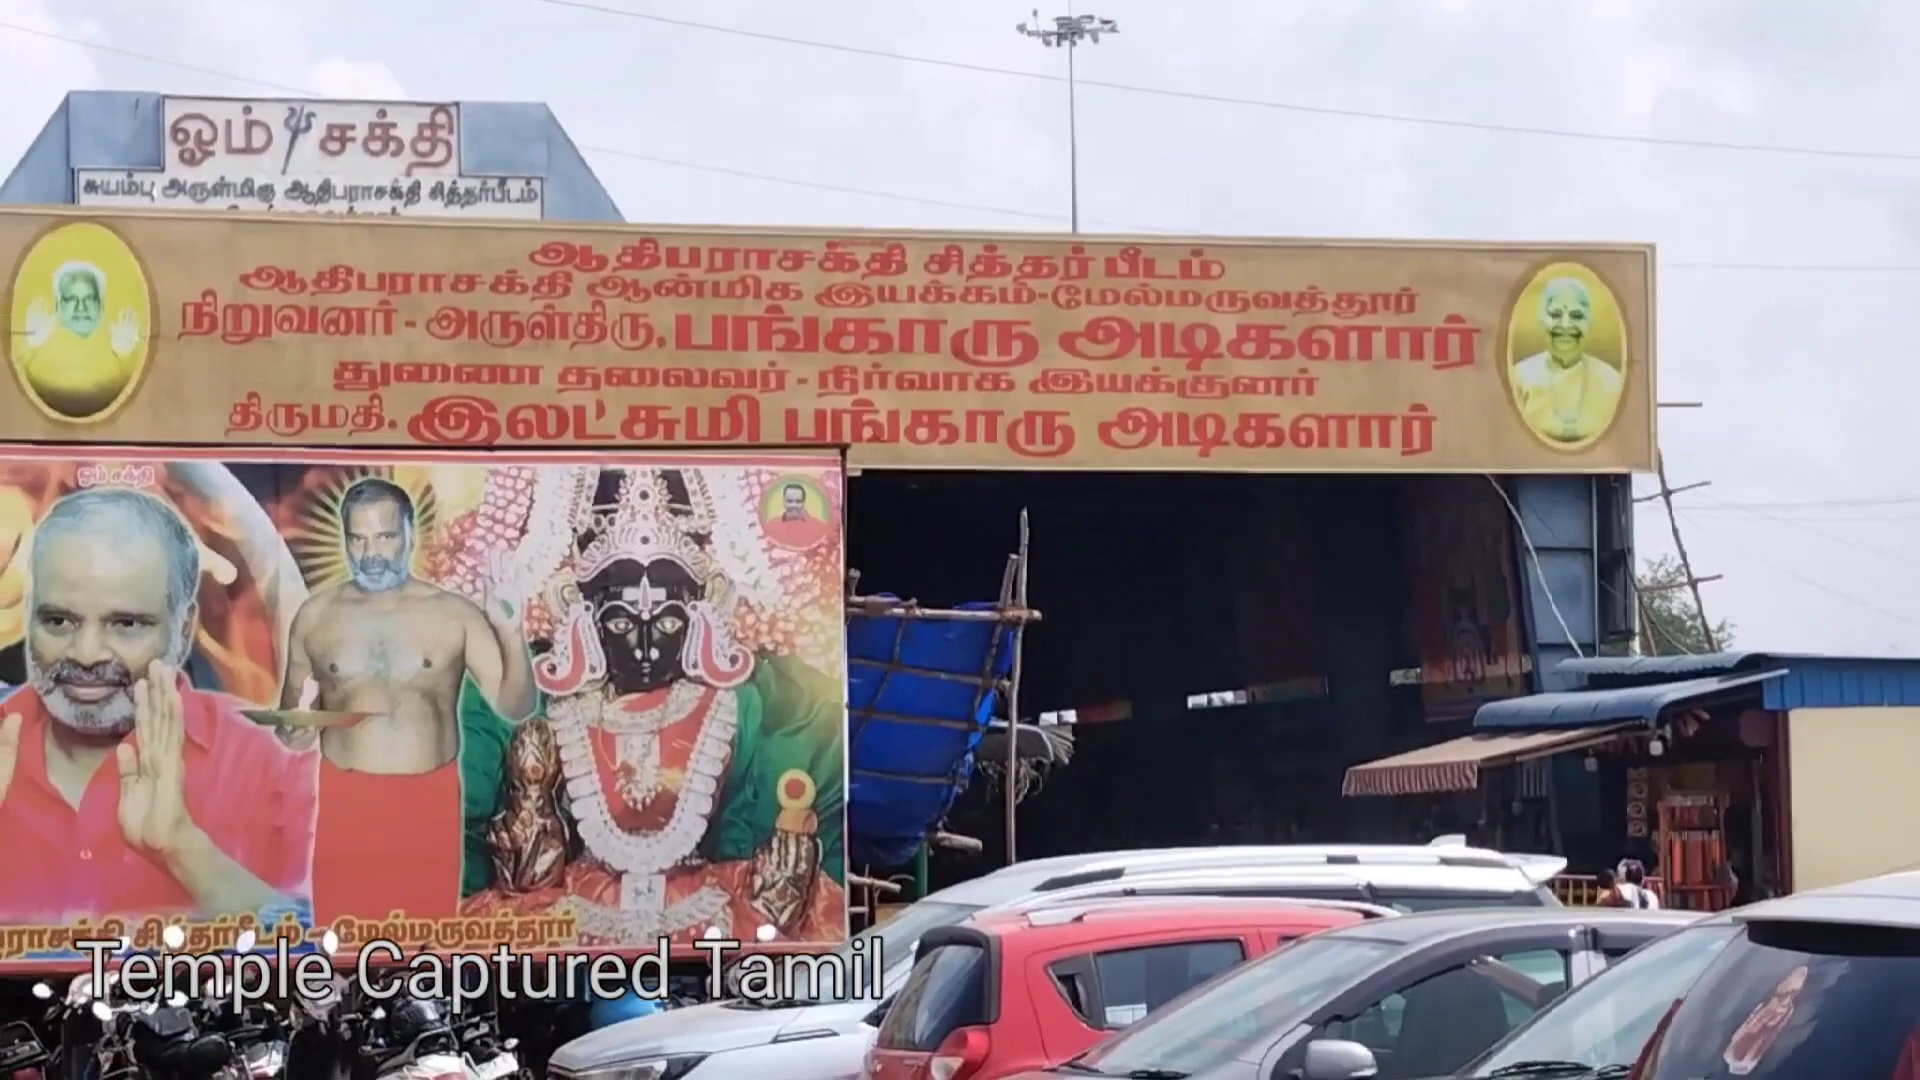 ஓம் சக்தி
சுயம்பு அருள்மிகு ஆதிபராசக்தி சித்தர்பீடம்
ஆதிபராசக்தி சித்தர் பீடம்
ஆதிபராசக்தி ஆன்மிக இயக்கம்-மேல்மருவத்தூர்
நிறுவனர் - அருள்திரு. பங்காரு அடிகளார்
துணை தலைவர் - நிர்வாக இயக்குனர்
திருமதி. இலட்சுமி பங்காரு அடிகளார்
ஓம் சக்தி
பராசக்தி சித்தர்பீடம் - மேல்மருவத்தூர்
Temple Captured Tamil